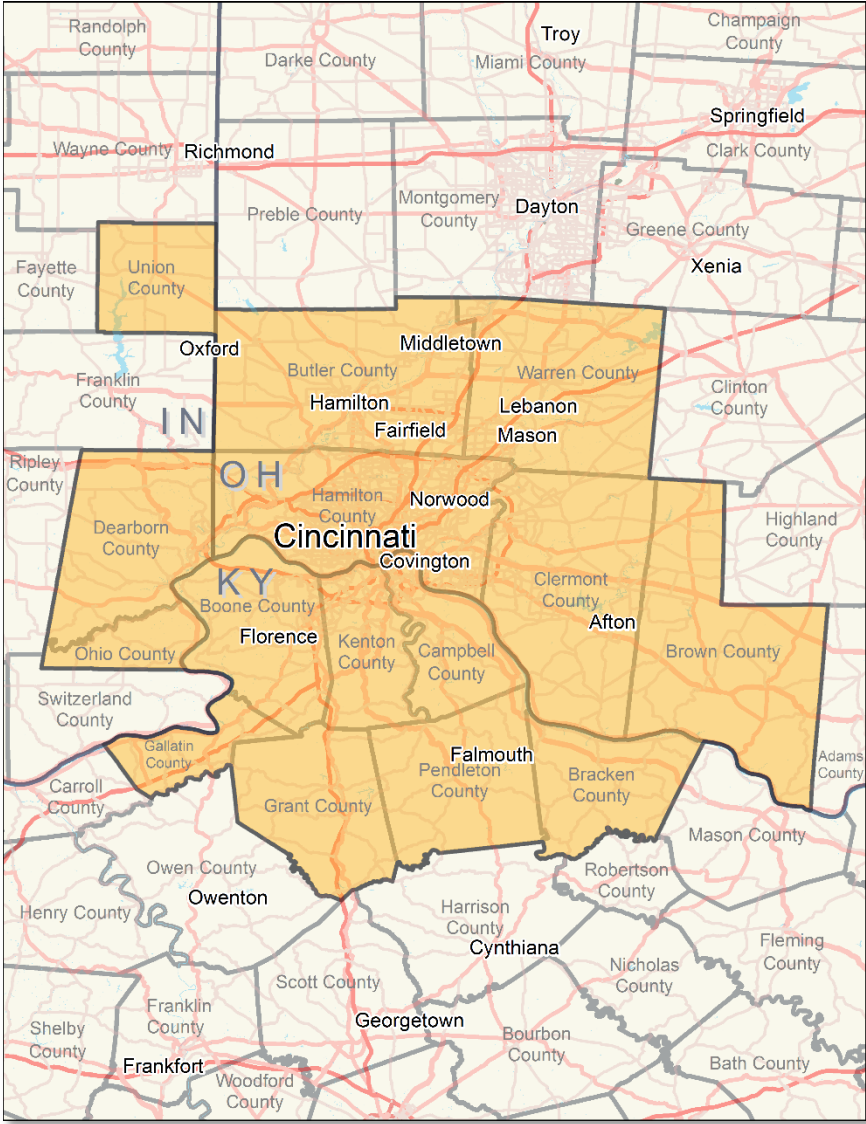 Randolph
County
Darke County
Troy
Miami County
Champaign
County
Springfield
Wayne County
Richmond
Clark County
Preble County
Montgomery
County
Dayton
Greene County
Xenia
Fayette
County
Union
County
Oxford
Middletown
Butler County
Warren County
Franklin
County
Hamilton
Lebanon
Clinton
County
IN
Fairfield
Mason
Ripley
County
OH
Hamilton
County
Norwood
Dearborn
County
Cincinnati
Highland
County
Covington
KY
Boone County
Clermont
County
Florence
Kenton
County
Campbell
County
Afton
Ohio County
Brown County
Switzerland
County
Gallatin
County
Falmouth
Adams
County
Carroll
County
Grant County
Pendleton
County
Bracken
County
Mason County
Owen County
Owenton
Robertson
County
Henry County
Harrison
County
Cynthiana
Fleming
County
Scott County
Nicholas
County
Franklin
County
Georgetown
Shelby
County
Bourbon
County
Frankfort
Bath County
Woodford
County